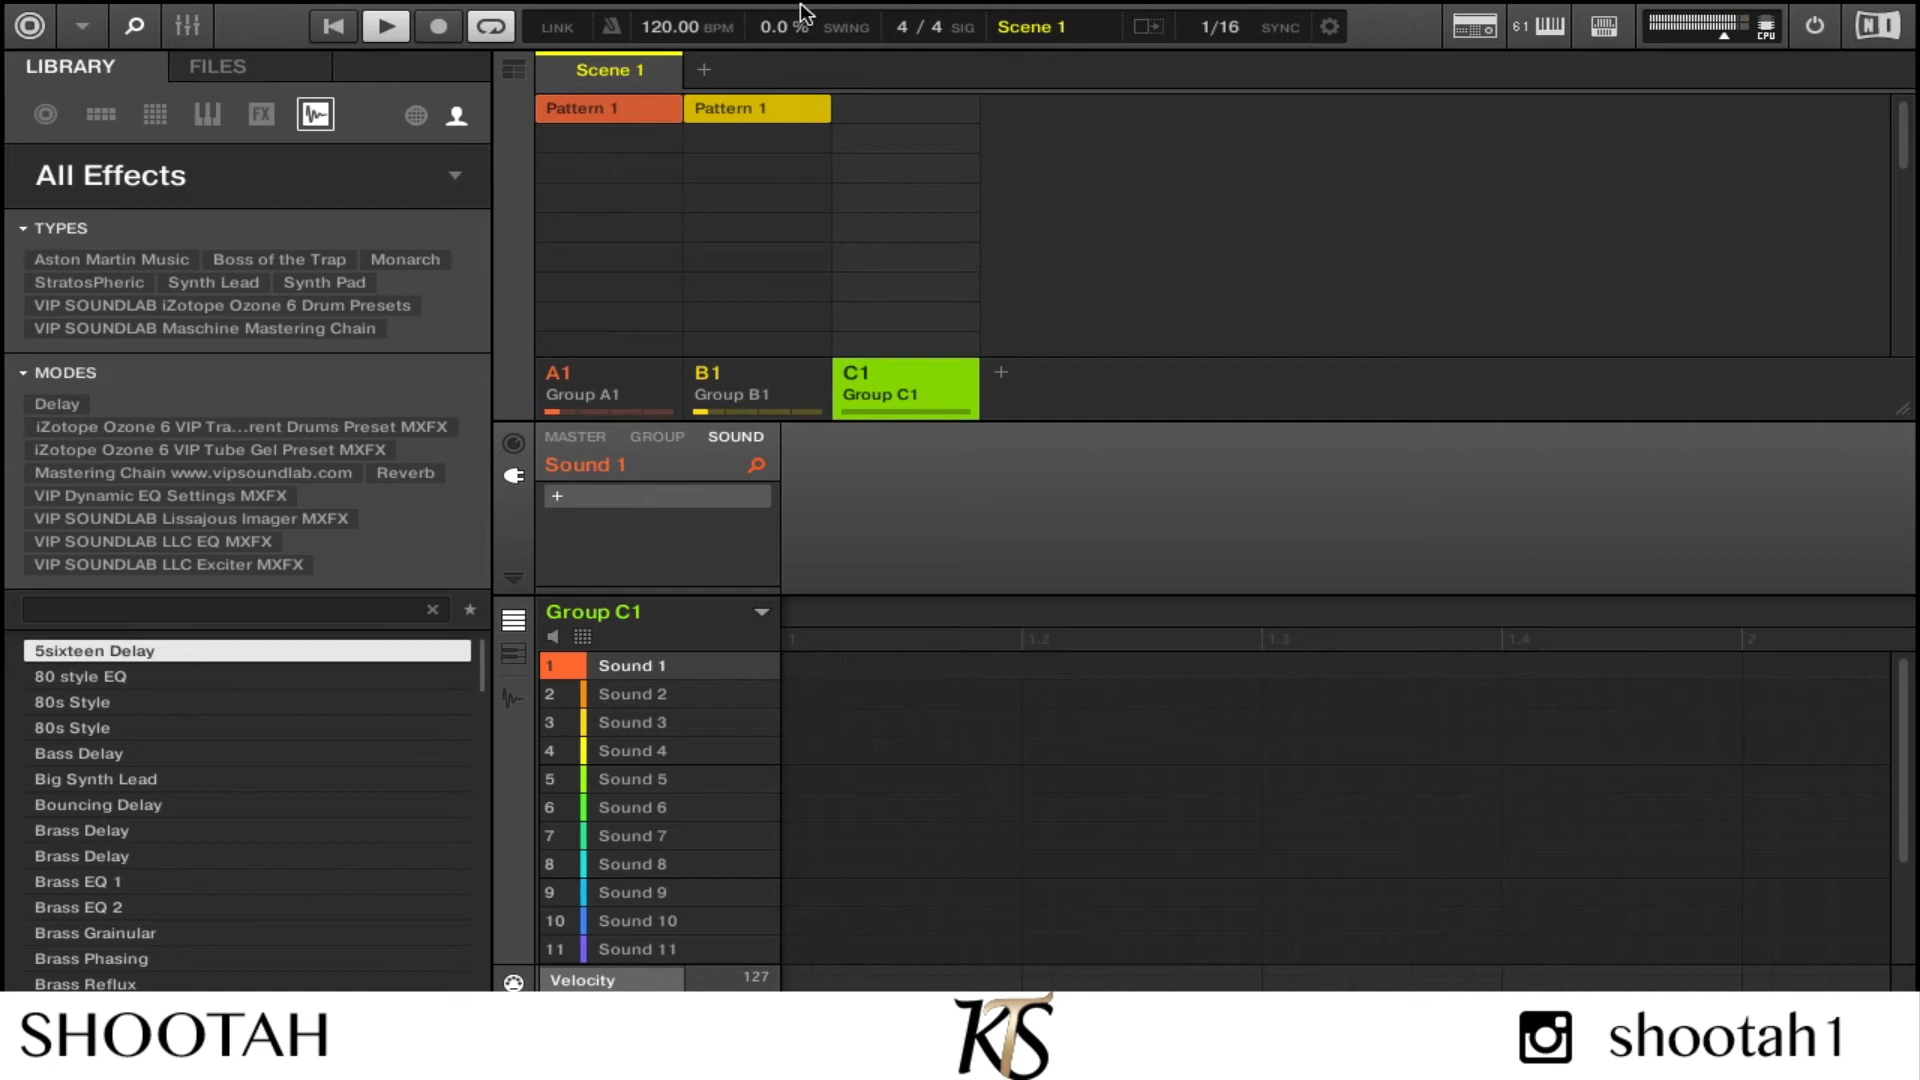 LINK 120.00 BPM 0.0 % SWING 4 / 4 SIG Scene 1 1/16 SYNC 61 CPU NI
LIBRARY FILES
Scene 1 +
Pattern 1 Pattern 1
FX
All Effects
TYPES
Aston Martin Music Boss of the Trap Monarch
StratosPheric Synth Lead Synth Pad
VIP SOUNDLAB iZotope Ozone 6 Drum Presets
VIP SOUNDLAB Maschine Mastering Chain
MODES
Delay
iZotope Ozone 6 VIP Tra...rent Drums Preset MXFX
iZotope Ozone 6 VIP Tube Gel Preset MXFX
Mastering Chain www.vipsoundlab.com Reverb
VIP Dynamic EQ Settings MXFX
VIP SOUNDLAB Lissajous Imager MXFX
VIP SOUNDLAB LLC EQ MXFX
VIP SOUNDLAB LLC Exciter MXFX
5sixteen Delay
80 style EQ
80s Style
80s Style
Bass Delay
Big Synth Lead
Bouncing Delay
Brass Delay
Brass Delay
Brass EQ 1
Brass EQ 2
Brass Grainular
Brass Phasing
Brass Reflux
A1 B1 C1
Group A1 Group B1 Group C1 +
MASTER GROUP SOUND
Sound 1
+
Group C1
1 1.2 1.3 1.4 2
1 Sound 1
2 Sound 2
3 Sound 3
4 Sound 4
5 Sound 5
6 Sound 6
7 Sound 7
8 Sound 8
9 Sound 9
10 Sound 10
11 Sound 11
Velocity 127
SHOOTAH KTS shootah1